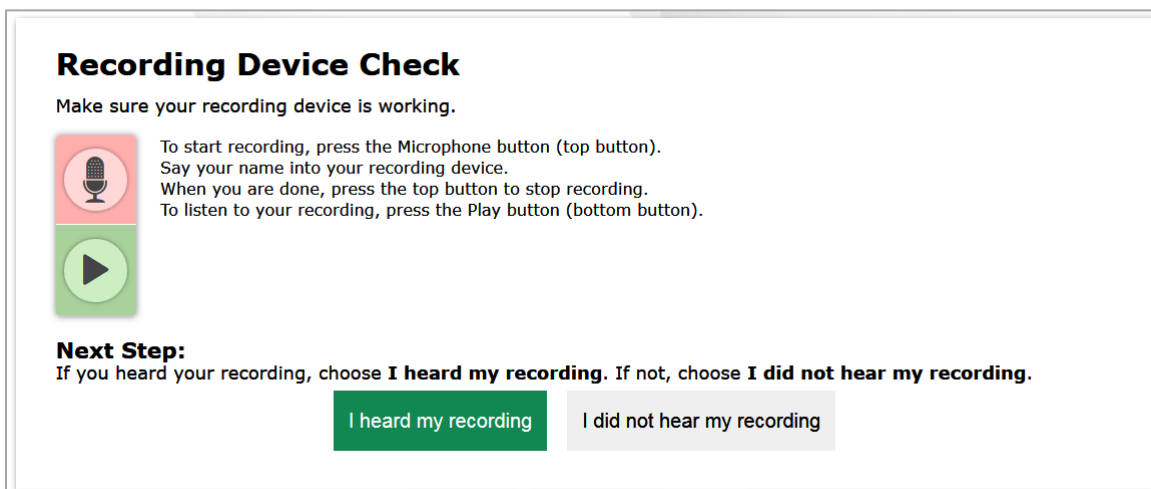 Recording Device Check
Make sure your recording device is working.
To start recording, press the Microphone button (top button).
Say your name into your recording device.
When you are done, press the top button to stop recording.
To listen to your recording, press the Play button (bottom button).
Next Step:
If you heard your recording, choose I heard my recording. If not, choose I did not hear my recording.
I heard my recording
I did not hear my recording